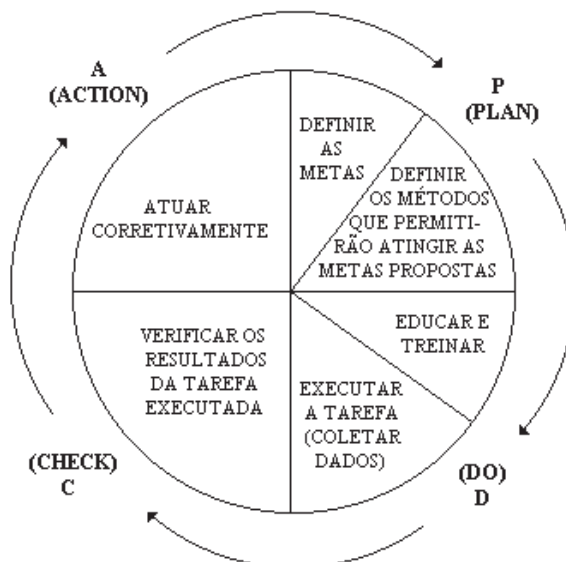 A
(ACTION)
P
(PLAN)
DEFINIR
AS
METAS
DEFINIR
OS MÉTODOS
QUE PERMITI-
RÃO ATINGIR AS
METAS PROPOSTAS
ATUAR
CORRETIVAMENTE
EDUCAR E
TREINAR
VERIFICAR OS
RESULTADOS
DA TAREFA
EXECUTADA
EXECUTAR
A TAREFA
(COLETAR
DADOS)
(CHECK)
C
(DO)
D